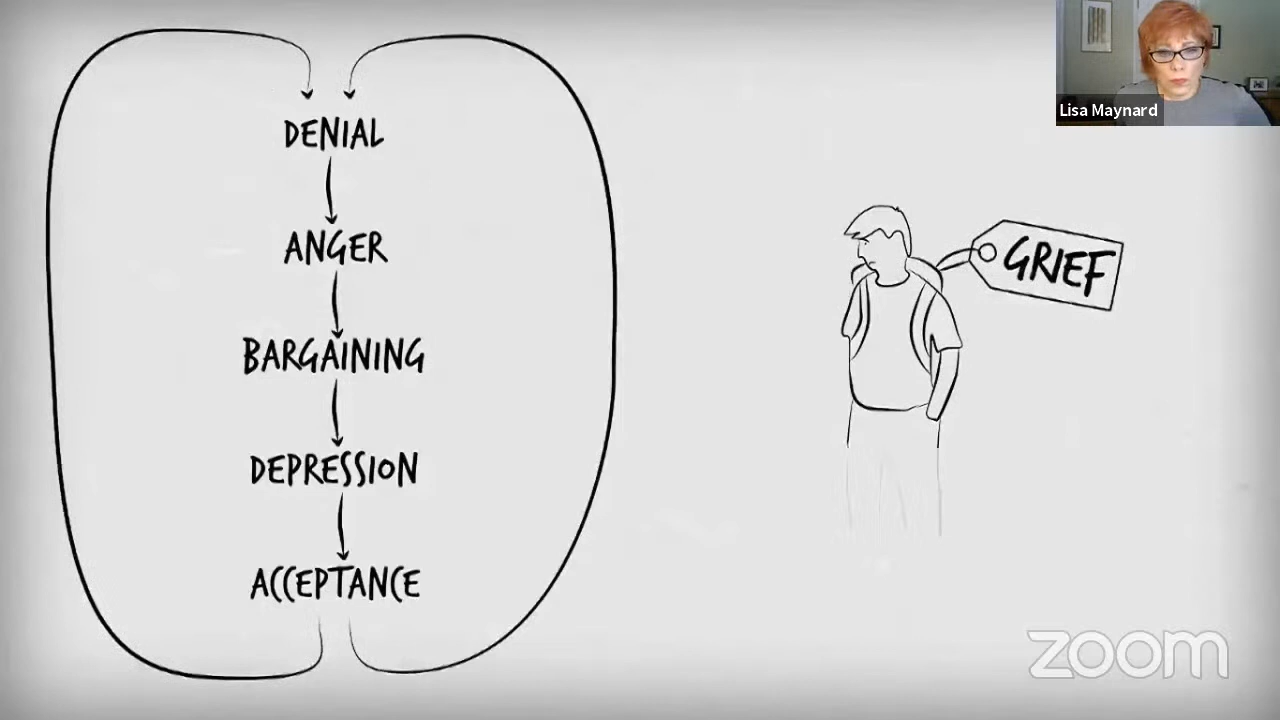 Lisa Maynard
DENIAL
ANGER
BARGAINING
DEPRESSION
ACCEPTANCE
GRIEF
zoom